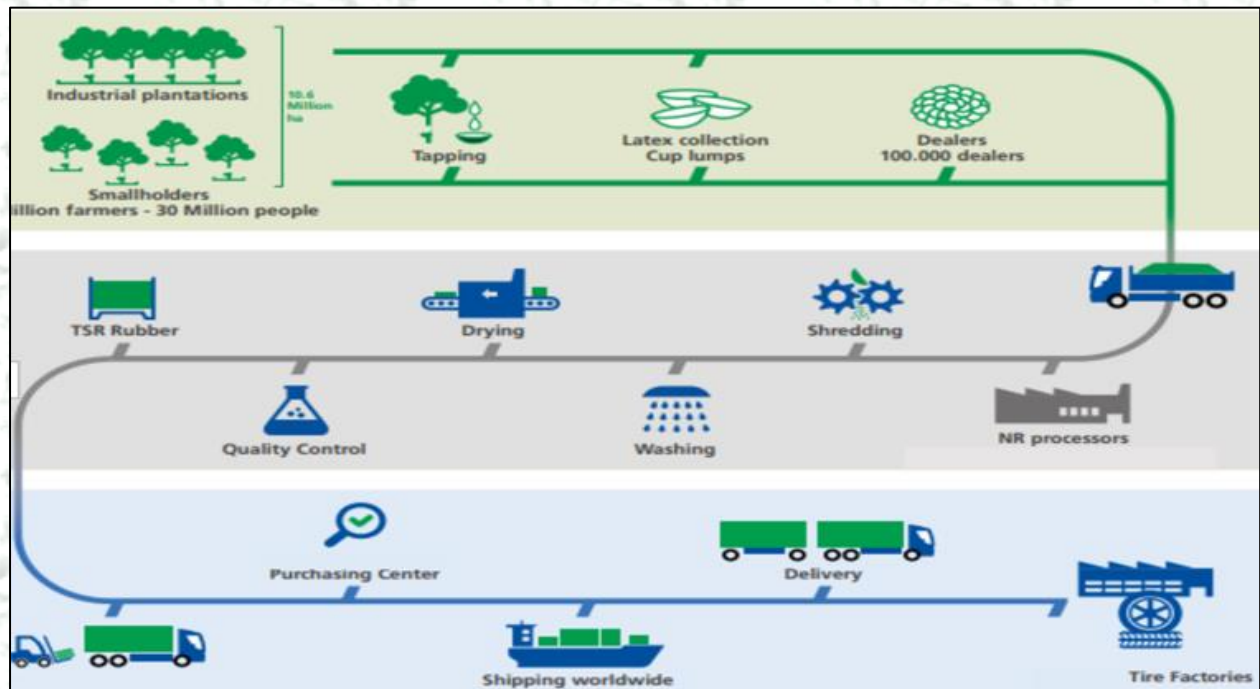 Industrial plantations
10.6
Million
ha
Smallholders
illion farmers - 30 Million people
Tapping
Latex collection
Cup lumps
Dealers
100.000 dealers
TSR Rubber
Drying
Shredding
Quality Control
Washing
NR processors
Purchasing Center
Delivery
Shipping worldwide
Tire Factories